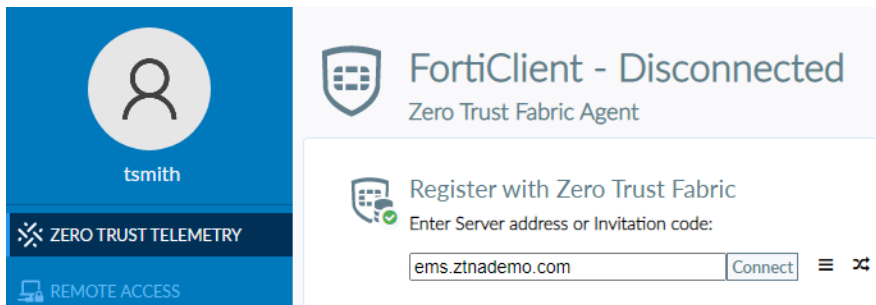 tsmith
ZERO TRUST TELEMETRY
REMOTE ACCESS
FortiClient - Disconnected
Zero Trust Fabric Agent
Register with Zero Trust Fabric
Enter Server address or Invitation code:
ems.ztnademo.com Connect